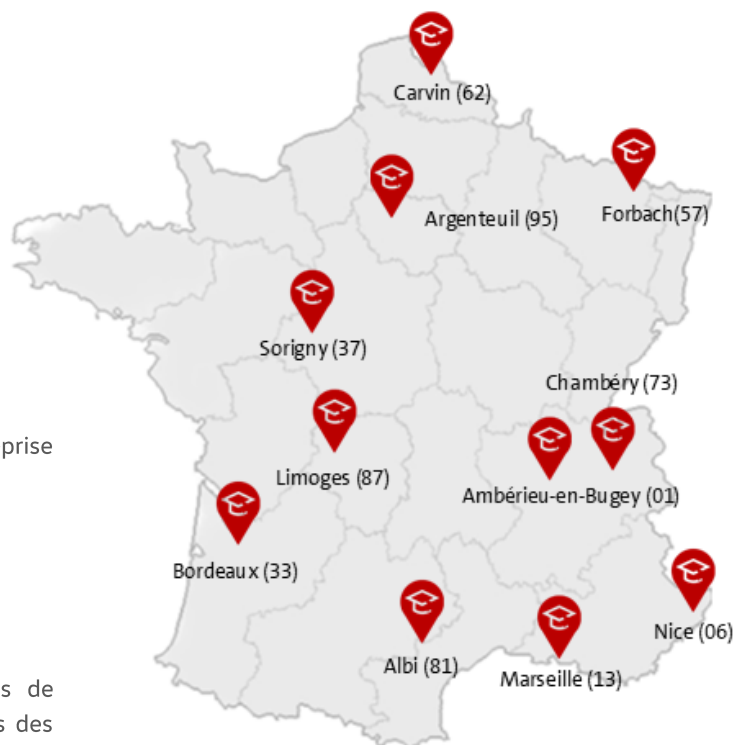 Carvin (62)
Argenteuil (95)
Forbach(57)
Sorigny (37)
Chambéry (73)
prise
Limoges (87)
Ambérieu-en-Bugey (01)
Bordeaux (33)
Nice (06)
Albi (81)
Marseille (13)
s de
s des